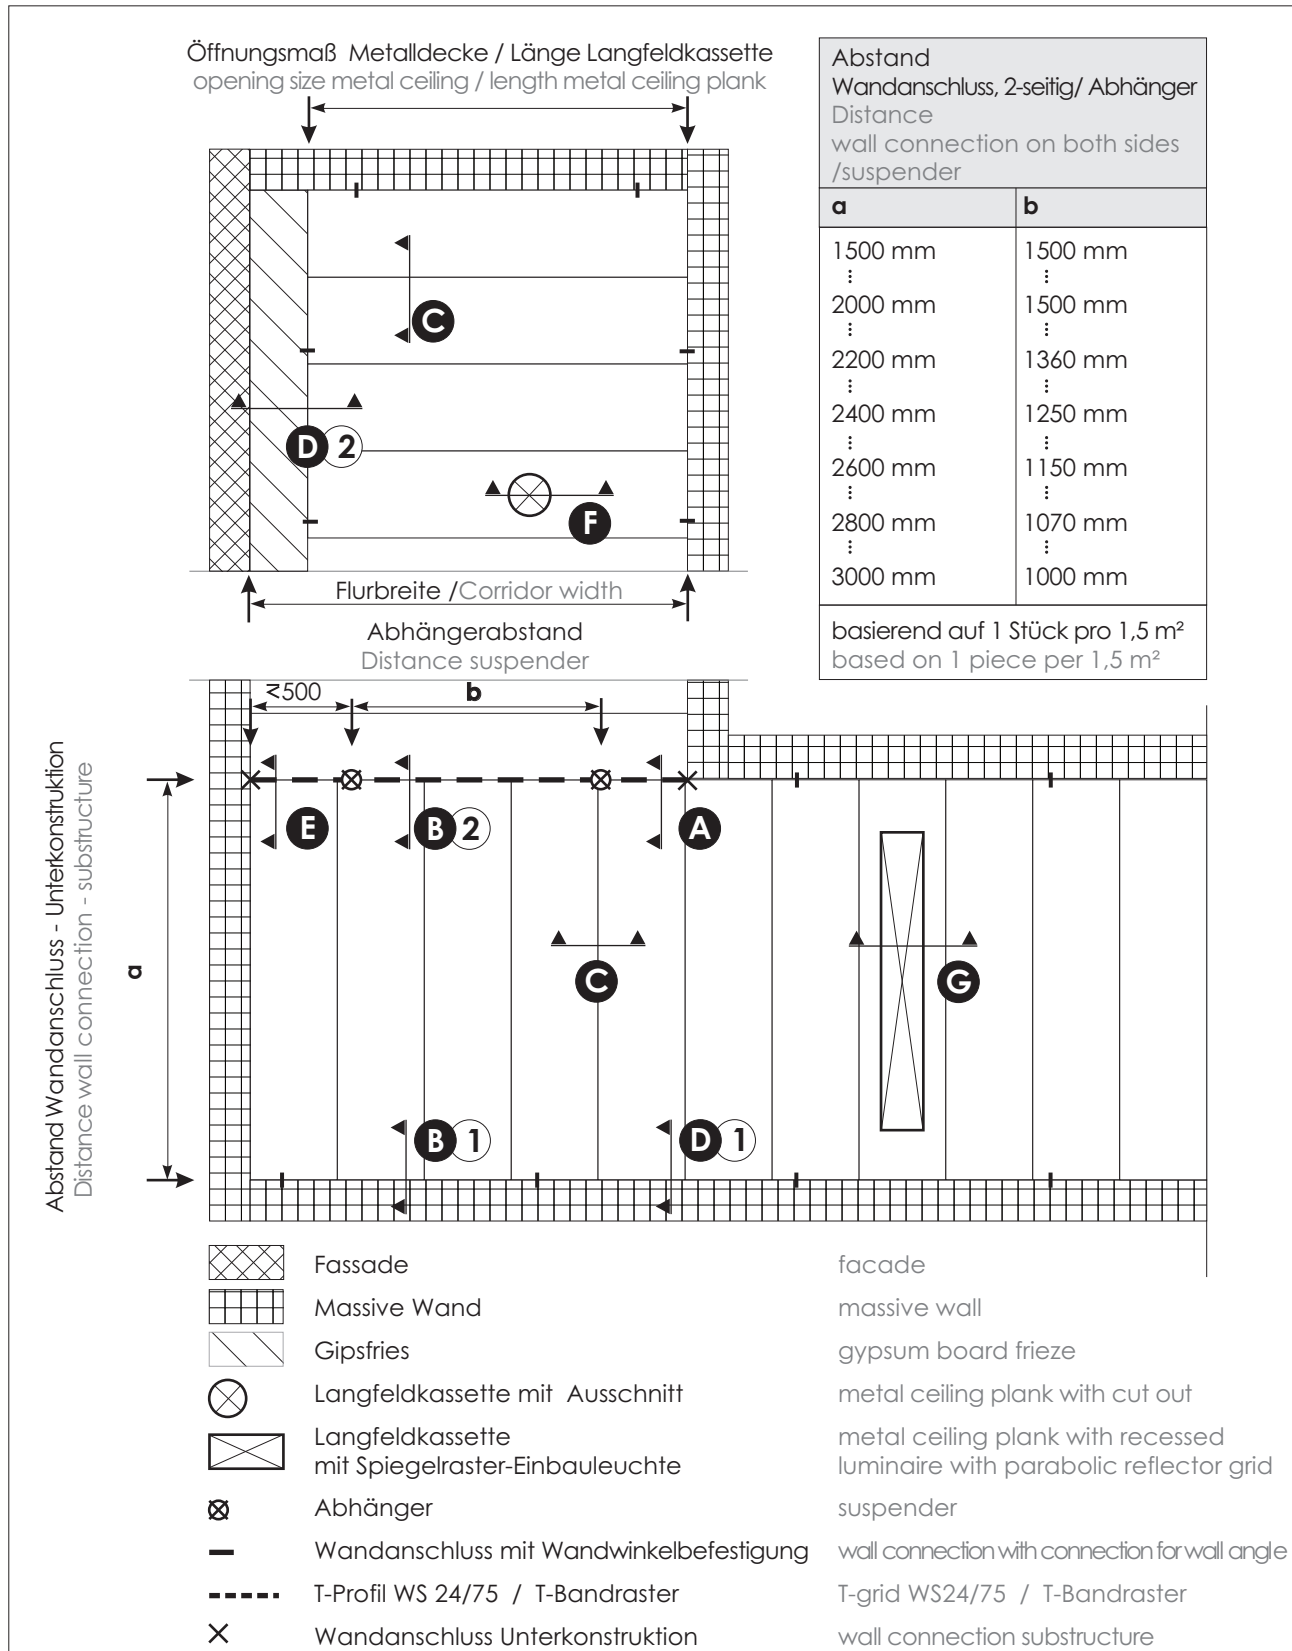 Öffnungsmaß Metalldecke / Länge Langfeldkassette
opening size metal ceiling / length metal ceiling plank
C
D 2
F
Flurbreite /Corridor width
Abstand
Wandanschluss, 2-seitig/ Abhänger
Distance
wall connection on both sides
/suspender
a b
1500 mm 1500 mm
2000 mm 1500 mm
2200 mm 1360 mm
2400 mm 1250 mm
2600 mm 1150 mm
2800 mm 1070 mm
3000 mm 1000 mm
basierend auf 1 Stück pro 1,5 m²
based on 1 piece per 1,5 m²
Abhängerabstand
Distance suspender
≤500 b
E B 2 A
C G
B 1 D 1
Abstand Wandanschluss - Unterkonstruktion
Distance wall connection - substructure
a
Fassade facade
Massive Wand massive wall
Gipsfries gypsum board frieze
Langfeldkassette mit Ausschnitt metal ceiling plank with cut out
Langfeldkassette metal ceiling plank with recessed
mit Spiegelraster-Einbauleuchte luminaire with parabolic reflector grid
Abhänger suspender
Wandanschluss mit Wandwinkelbefestigung wall connection with connection for wall angle
T-Profil WS 24/75 / T-Bandraster T-grid WS24/75 / T-Bandraster
Wandanschluss Unterkonstruktion wall connection substructure